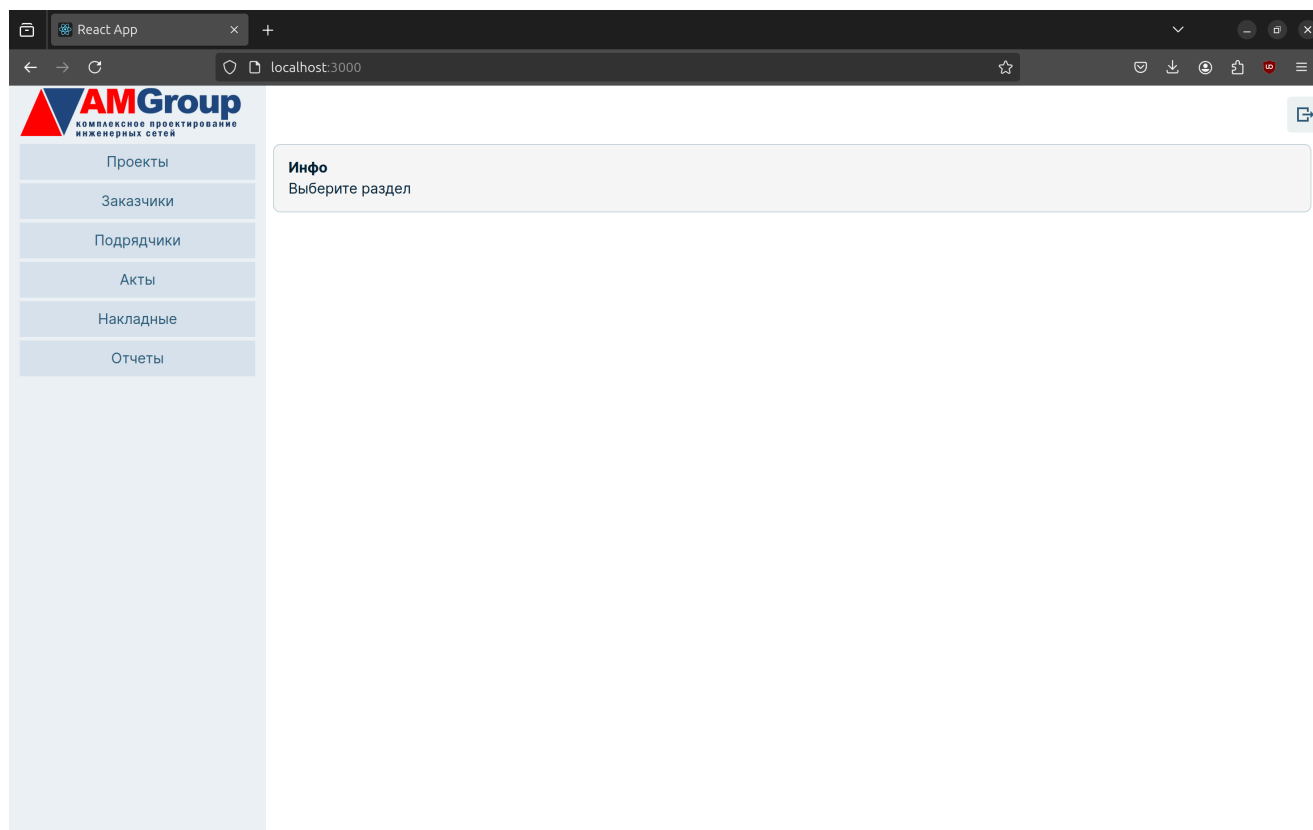 React App
localhost:3000
AMGroup
комплексное проектирование
инженерных сетей
Проекты
Заказчики
Подрядчики
Акты
Накладные
Отчеты
Инфо
Выберите раздел